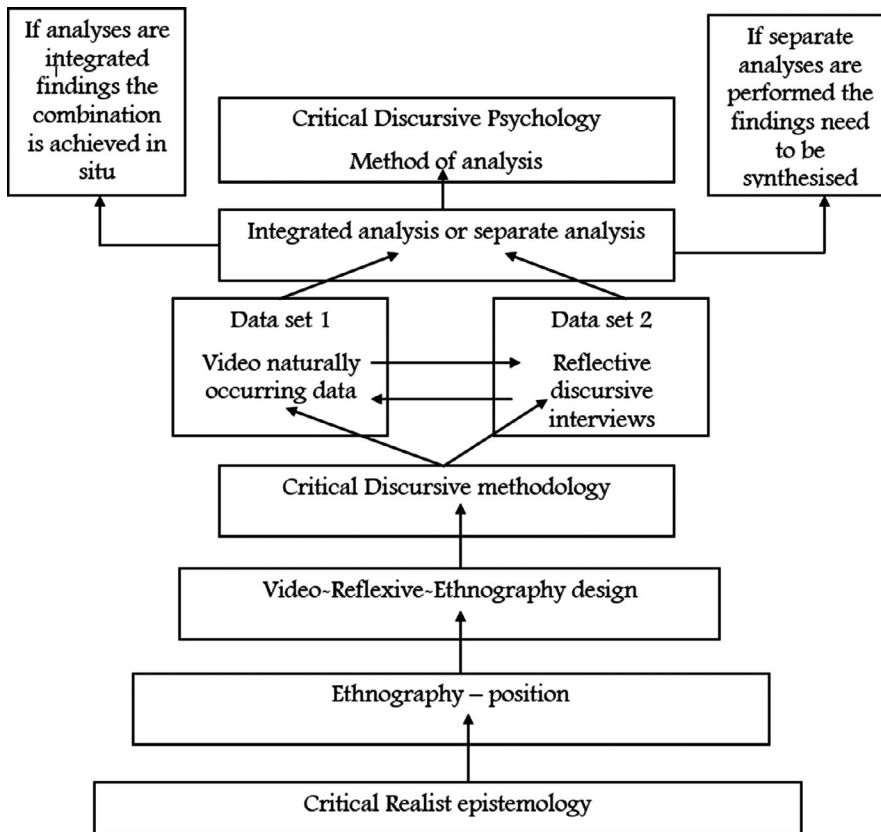 If analyses are
integrated
findings the
combination
is achieved in
situ
If separate
analyses are
performed the
findings need
to be
synthesised
Critical Discursive Psychology
Method of analysis
Integrated analysis or separate analysis
Data set 1
Video naturally
occurring data
Data set 2
Reflective
discursive
interviews
Critical Discursive methodology
Video-Reflexive-Ethnography design
Ethnography – position
Critical Realist epistemology